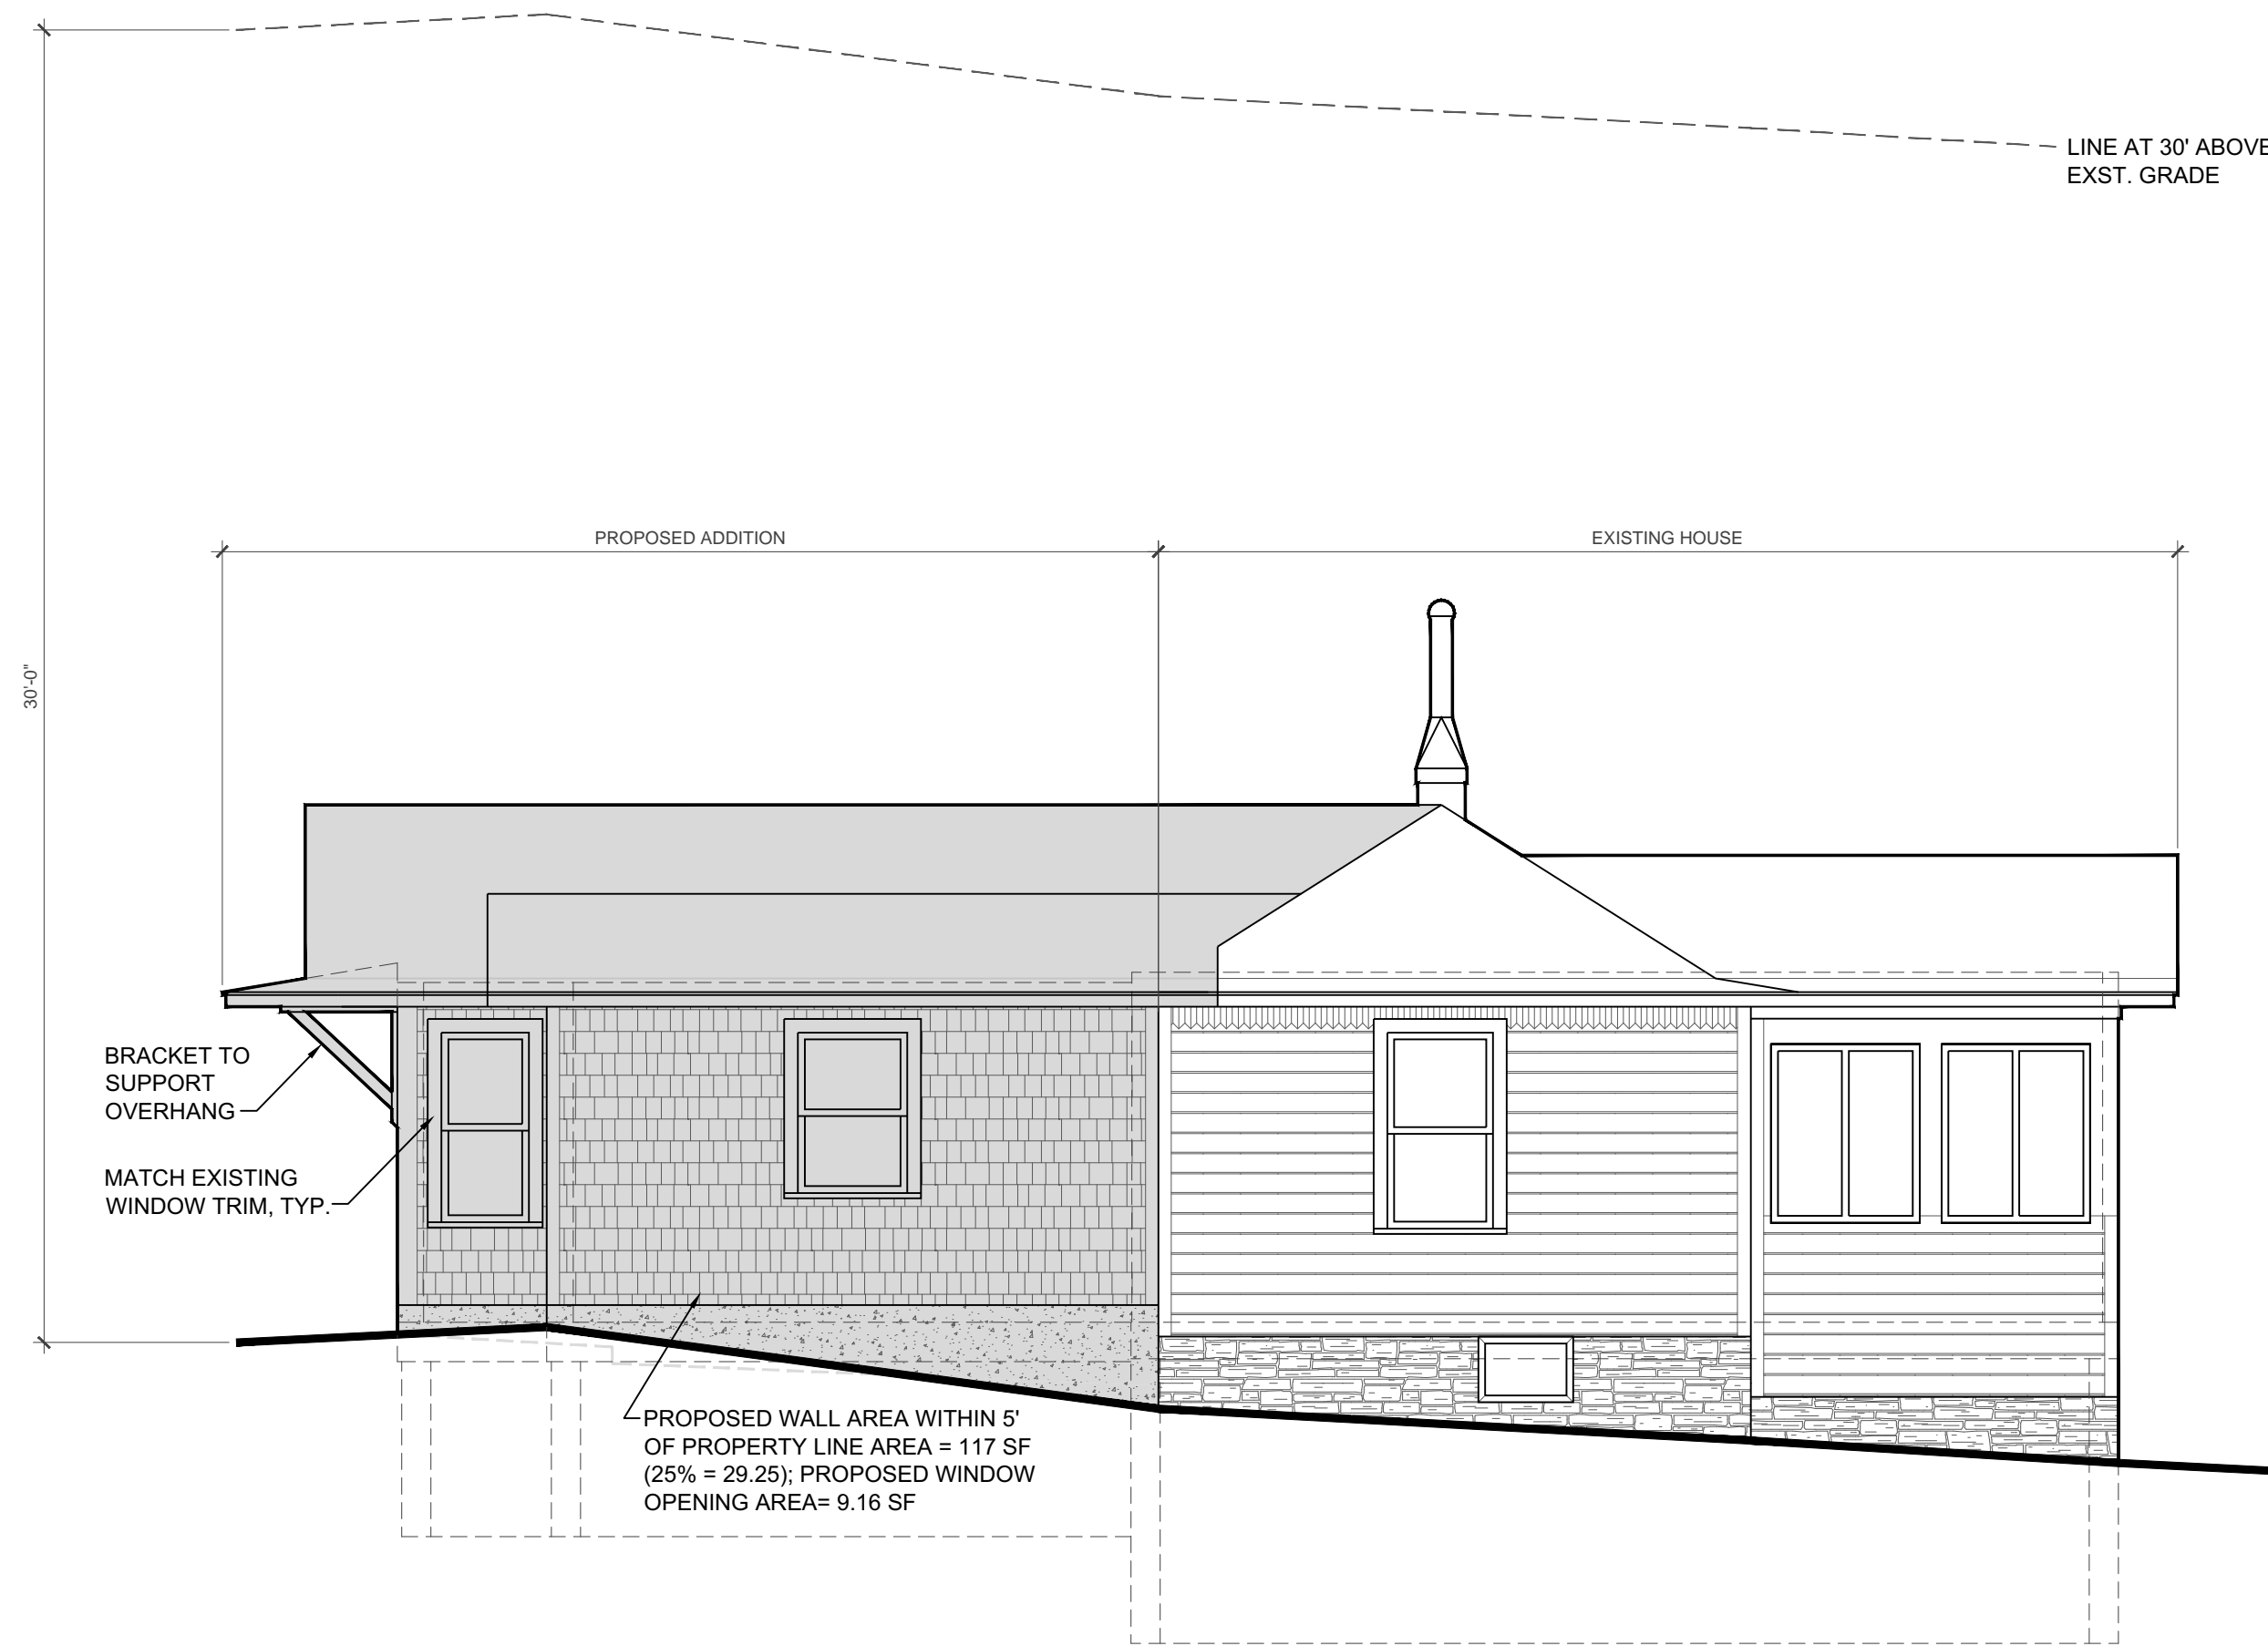 LINE AT 30' ABOVE
EXST. GRADE
PROPOSED ADDITION
EXISTING HOUSE
30'-0"
BRACKET TO
SUPPORT
OVERHANG
MATCH EXISTING
WINDOW TRIM, TYP.
PROPOSED WALL AREA WITHIN 5'
OF PROPERTY LINE AREA = 117 SF
(25% = 29.25); PROPOSED WINDOW
OPENING AREA= 9.16 SF